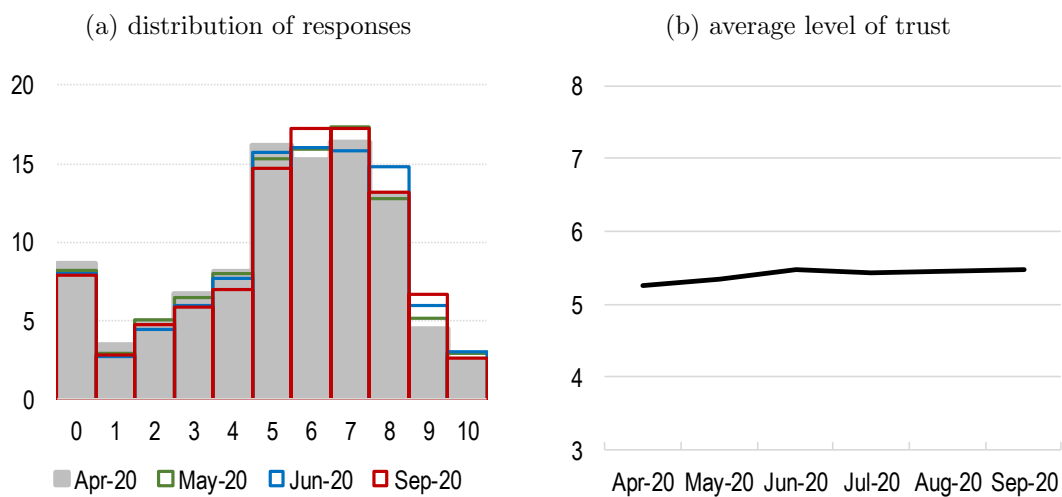 (a) distribution of responses
20
15
10
5
0
0 1 2 3 4 5 6 7 8 9 10
Apr-20 May-20 Jun-20 Sep-20
(b) average level of trust
8
7
6
5
4
3
Apr-20 May-20 Jun-20 Jul-20 Aug-20 Sep-20